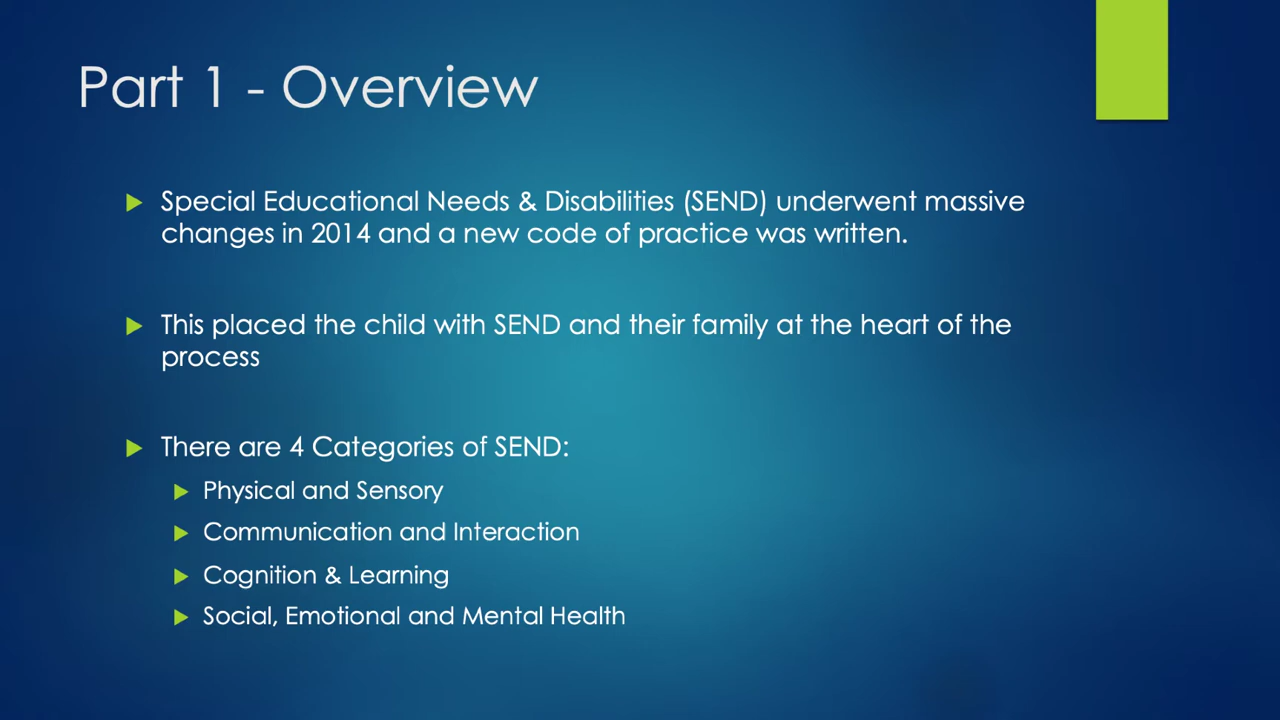 Part 1 - Overview
Special Educational Needs & Disabilities (SEND) underwent massive
changes in 2014 and a new code of practice was written.
This placed the child with SEND and their family at the heart of the
process
There are 4 Categories of SEND:
Physical and Sensory
Communication and Interaction
Cognition & Learning
Social, Emotional and Mental Health